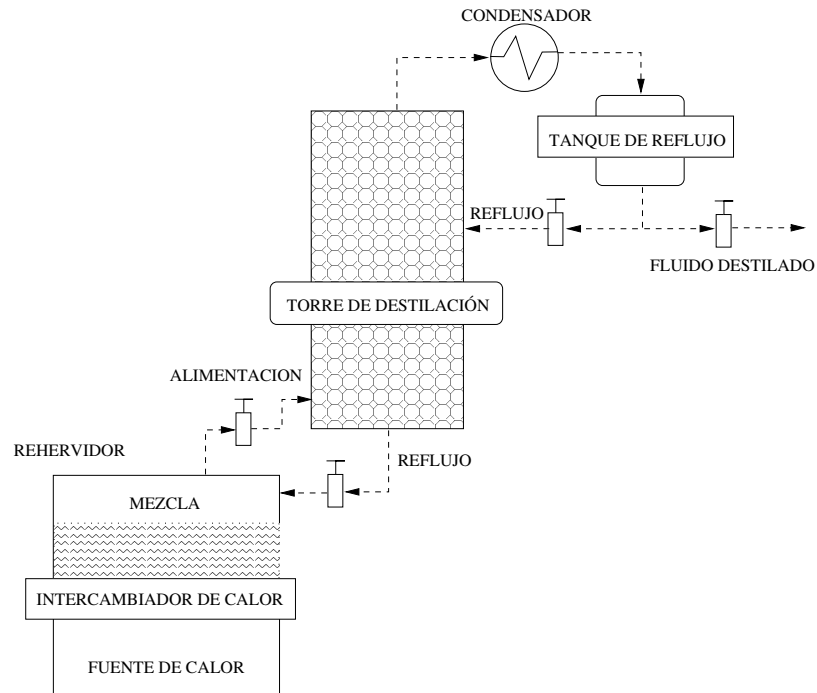 CONDENSADOR
TANQUE DE REFLUJO
REFLUJO
FLUIDO DESTILADO
TORRE DE DESTILACIÓN
ALIMENTACION
REHERVIDOR
REFLUJO
MEZCLA
INTERCAMBIADOR DE CALOR
FUENTE DE CALOR